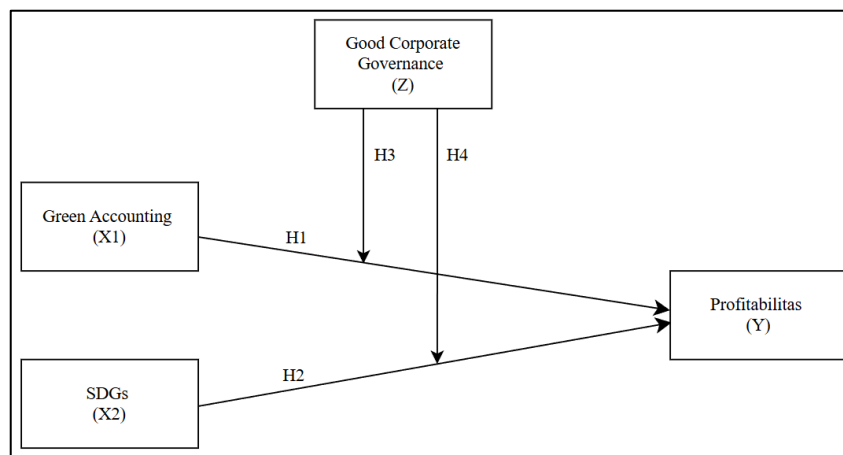 Good Corporate
Governance
(Z)
H3
H4
Green Accounting
(X1)
H1
Profitabilitas
(Y)
H2
SDGs
(X2)